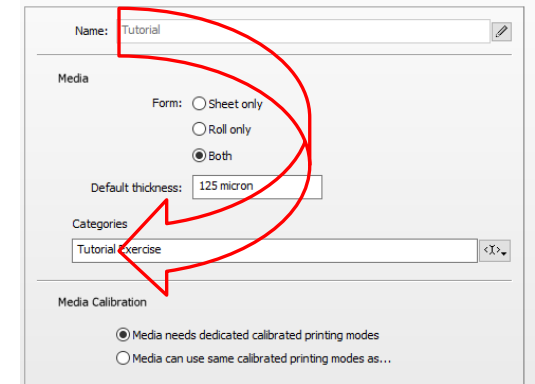 Name: Tutorial
Media
Form: Sheet only
Roll only
Both
Default thickness: 125 micron
Categories
Tutorial Exercise
Media Calibration
Media needs dedicated calibrated printing modes
Media can use same calibrated printing modes as...